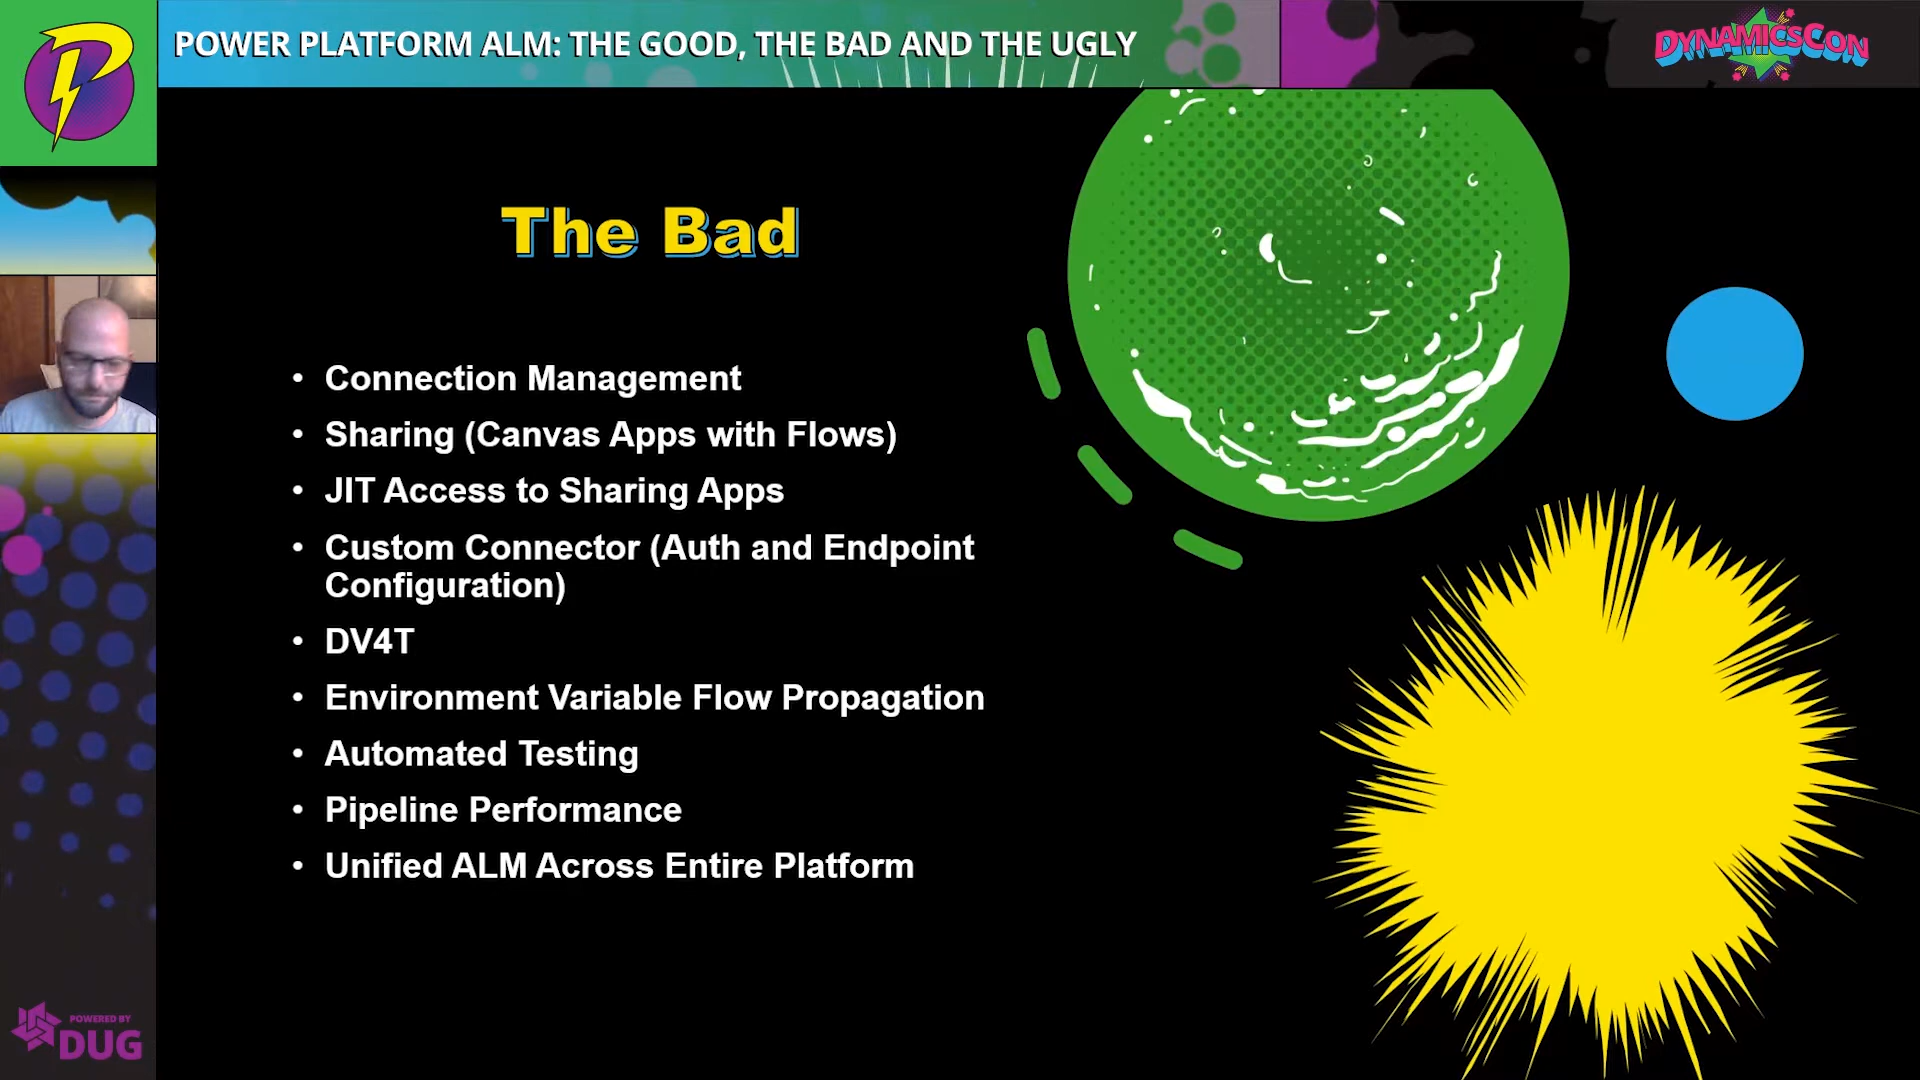 POWER PLATFORM ALM: THE GOOD, THE BAD AND THE UGLY
DYNAMICSCON
The Bad
• Connection Management
• Sharing (Canvas Apps with Flows)
• JIT Access to Sharing Apps
• Custom Connector (Auth and Endpoint
Configuration)
• DV4T
• Environment Variable Flow Propagation
• Automated Testing
• Pipeline Performance
• Unified ALM Across Entire Platform
POWERED BY
DUG